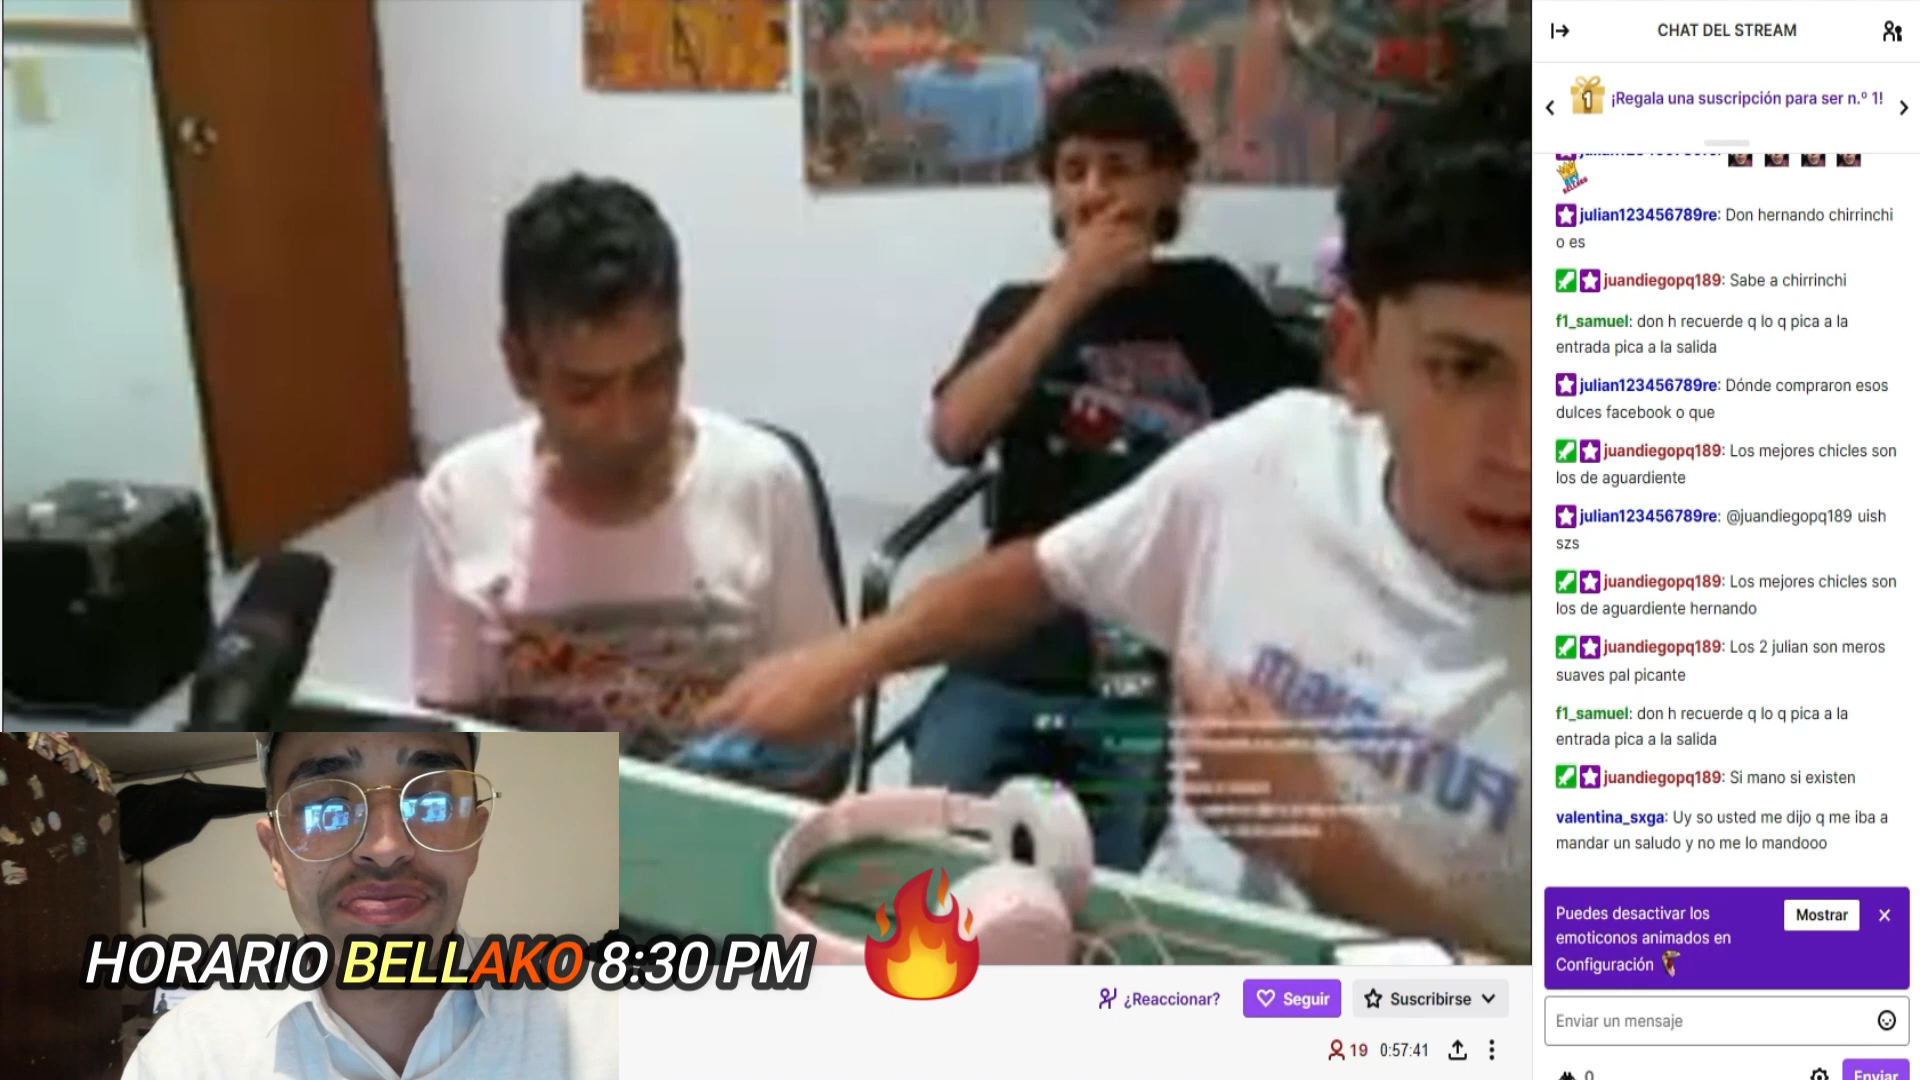 CHAT DEL STREAM
1
¡Regala una suscripción para ser n.º 1!
julian123456789re: Don hernando chirrinchi
o es
juandiegopq189: Sabe a chirrinchi
f1_samuel: don h recuerde q lo q pica a la
entrada pica a la salida
julian123456789re: Dónde compraron esos
dulces facebook o que
juandiegopq189: Los mejores chicles son
los de aguardiente
julian123456789re: @juandiegopq189 uish
szs
juandiegopq189: Los mejores chicles son
los de aguardiente hernando
juandiegopq189: Los 2 julian son meros
suaves pal picante
f1_samuel: don h recuerde q lo q pica a la
entrada pica a la salida
juandiegopq189: Si mano si existen
valentina_sxga: Uy so usted me dijo q me iba a
mandar un saludo y no me lo mandooo
Puedes desactivar los
emoticonos animados en
Configuración
Mostrar
Enviar un mensaje
0
Enviar
HORARIO BELLAKO 8:30 PM
¿Reaccionar?
Seguir
Suscribirse
19 0:57:41